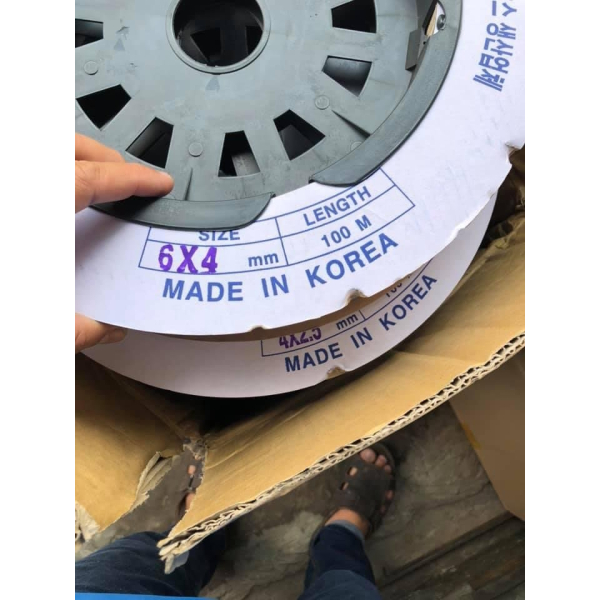 SIZE
LENGTH
6X4 mm
100 M
MADE IN KOREA
4X2.5 mm
MADE IN KOREA